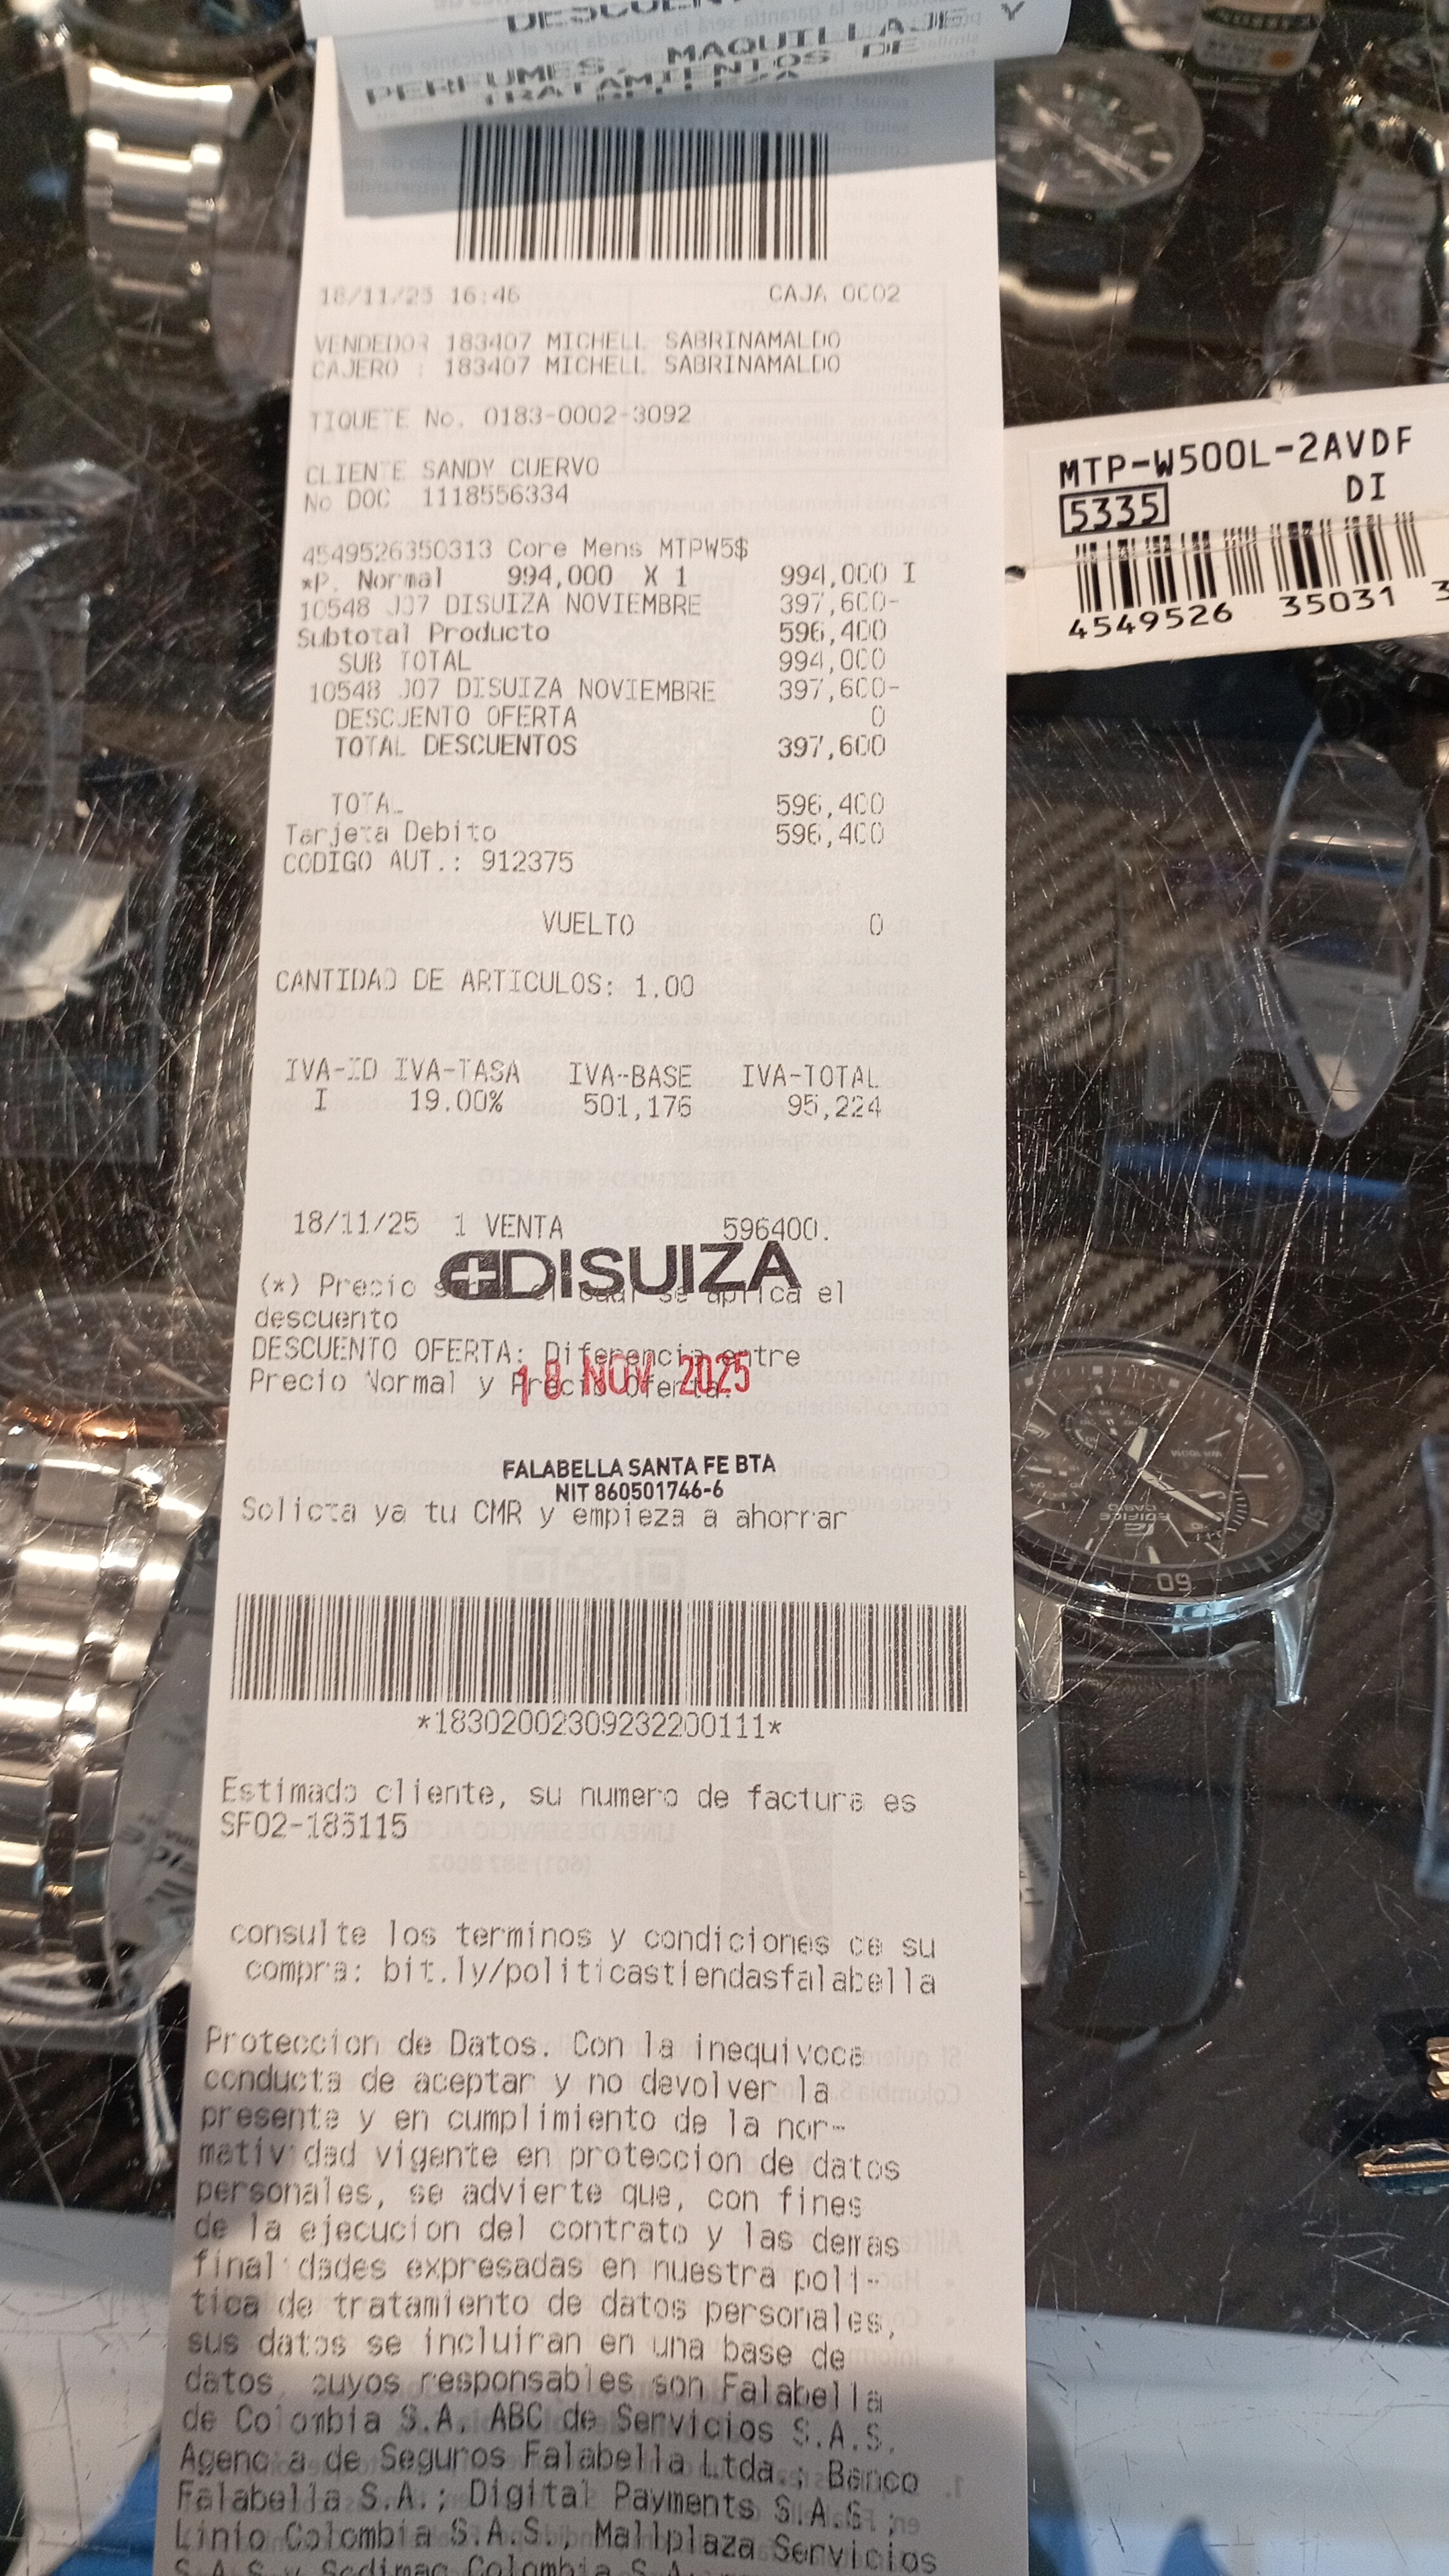 PERFUMES, MAQUILLAJE Y
TRATAMIENTOS DE
18/11/25 16:46 CAJA 0002
VENDEDOR 183407 MICHELL SABRINAMALDO
CAJERO : 183407 MICHELL SABRINAMALDO
TIQUETE No. 0183-0002-3092
CLIENTE SANDY CUERVO
No DOC 1118556334
4549526350313 Core Mens MTPW5$
*P. Normal 994,000 X 1 994,000 I
10548 J07 DISUIZA NOVIEMBRE 397,600-
Subtotal Producto 596,400
SUB TOTAL 994,000
10548 J07 DISUIZA NOVIEMBRE 397,600-
DESCUENTO OFERTA 0
TOTAL DESCUENTOS 397,600
TOTAL 596,400
Tarjeta Debito 596,400
CODIGO AUT.: 912375
VUELTO 0
CANTIDAD DE ARTICULOS: 1.00
IVA-ID IVA-TASA IVA-BASE IVA-TOTAL
I 19.00% 501,176 95,224
18/11/25 1 VENTA 596400.
DISUIZA
(*) Precio se aplica el
descuento
DESCUENTO OFERTA: Diferencia entre
Precio Normal y Precio Oferta.
18 NOV 2025
FALABELLA SANTA FE BTA
NIT 860501746-6
Solicta ya tu CMR y empieza a ahorrar
*18302002309232200111*
Estimado cliente, su numero de factura es
SF02-185115
consulte los terminos y condiciones de su
compra: bit.ly/politicastiendasfalabella
Proteccion de Datos. Con la inequivoca
conducta de aceptar y no devolver la
presente y en cumplimiento de la nor-
matividad vigente en proteccion de datos
personales, se advierte que, con fines
de la ejecucion del contrato y las demas
finalidades expresadas en nuestra poli-
tica de tratamiento de datos personales,
sus datos se incluiran en una base de
datos, cuyos responsables son Falabella
de Colombia S.A, ABC de Servicios S.A.S,
Agencia de Seguros Falabella Ltda.; Banco
Falabella S.A.; Digital Payments S.A.S;
Linio Colombia S.A.S., Mallplaza Servicios
S.A.S y Sodimac Colombia S.A.
MTP-W500L-2AVDF
5335 DI
4549526 35031 3
EDIFICE
CASIO
60